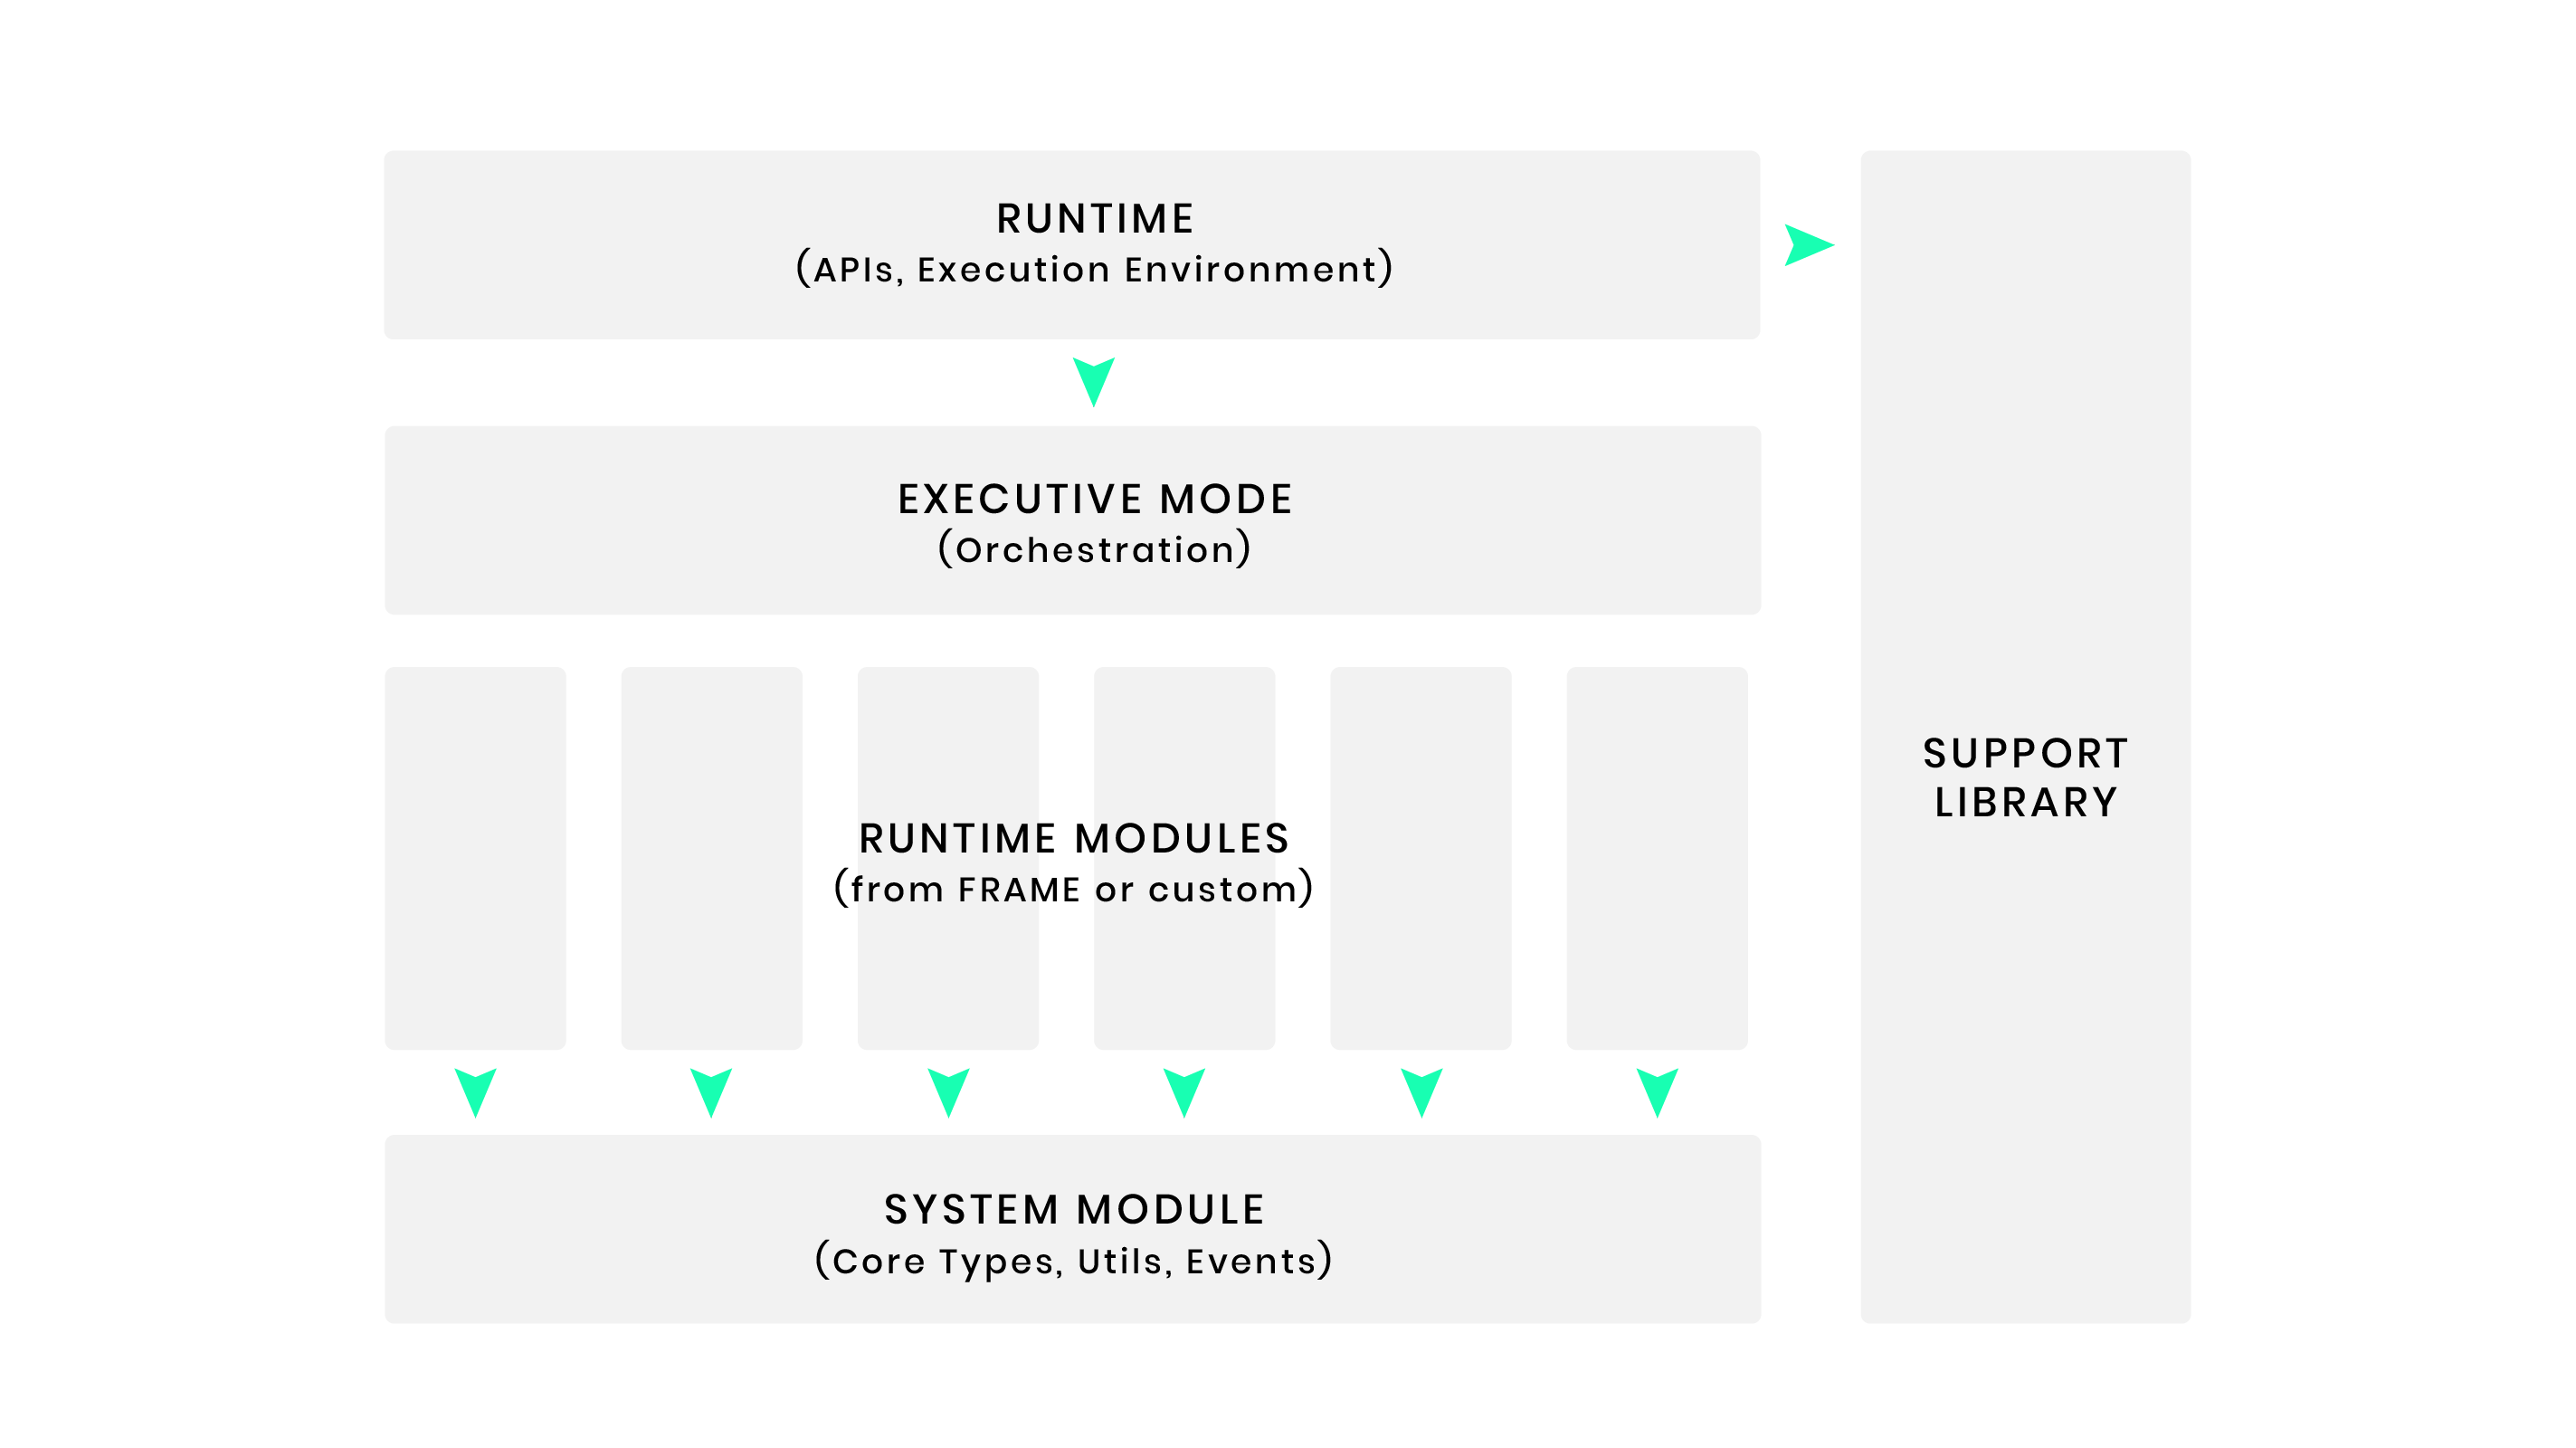 RUNTIME
(APIs, Execution Environment)
EXECUTIVE MODE
(Orchestration)
RUNTIME MODULES
(from FRAME or custom)
SYSTEM MODULE
(Core Types, Utils, Events)
SUPPORT
LIBRARY